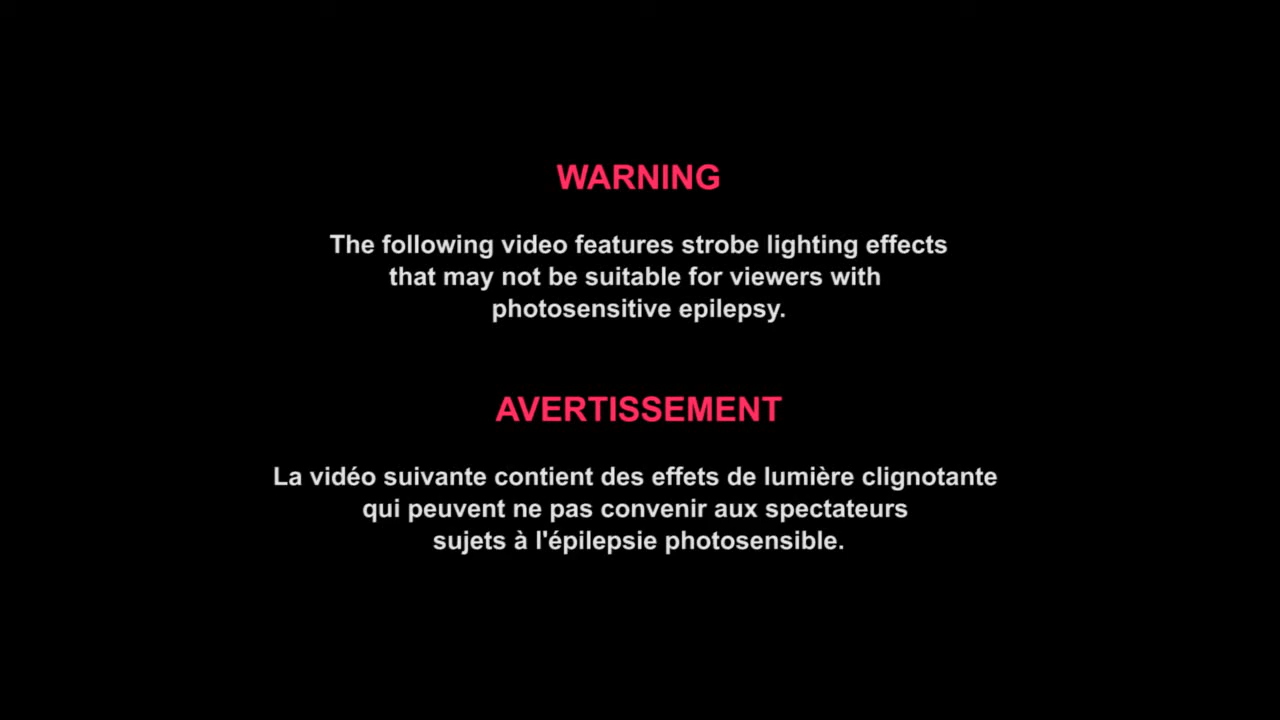 WARNING
The following video features strobe lighting effects
that may not be suitable for viewers with
photosensitive epilepsy.
AVERTISSEMENT
La vidéo suivante contient des effets de lumière clignotante
qui peuvent ne pas convenir aux spectateurs
sujets à l'épilepsie photosensible.